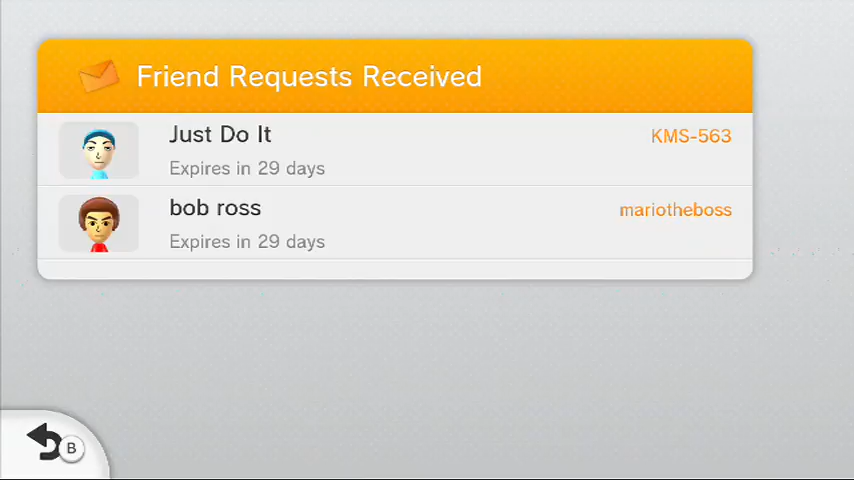 Friend Requests Received
Just Do It
KMS-563
Expires in 29 days
bob ross
mariotheboss
Expires in 29 days
B